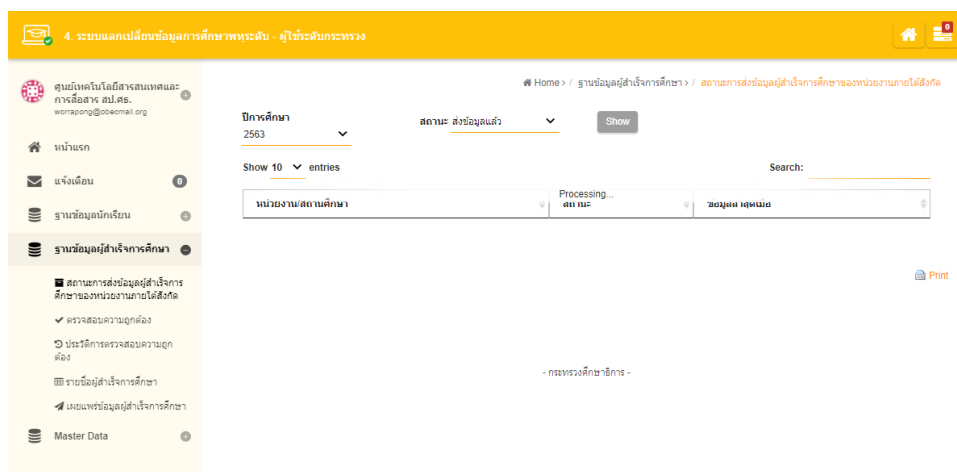 4. ระบบแลกเปลี่ยนข้อมูลการศึกษาพหุระดับ - ผู้ใช้ระดับกระทรวง
0
ศูนย์เทคโนโลยีสารสนเทศและ
การสื่อสาร สป.ศธ.
worrapong@obecmail.org
Home > / ฐานข้อมูลผู้สำเร็จการศึกษา > / สถานะการส่งข้อมูลผู้สำเร็จการศึกษาของหน่วยงานภายใต้สังกัด
ปีการศึกษา
2563
สถานะ ส่งข้อมูลแล้ว
Show
หน้าแรก
Show 10 entries
Search:
แจ้งเตือน 0
Processing...
หน่วยงาน/สถานศึกษา
สถานะ
ข้อมูลล่าสุดเมื่อ
ฐานข้อมูลนักเรียน
ฐานข้อมูลผู้สำเร็จการศึกษา
สถานะการส่งข้อมูลผู้สำเร็จการ
ศึกษาของหน่วยงานภายใต้สังกัด
Print
ตรวจสอบความถูกต้อง
ประวัติการตรวจสอบความถูก
ต้อง
รายชื่อผู้สำเร็จการศึกษา
- กระทรวงศึกษาธิการ -
เผยแพร่ข้อมูลผู้สำเร็จการศึกษา
Master Data